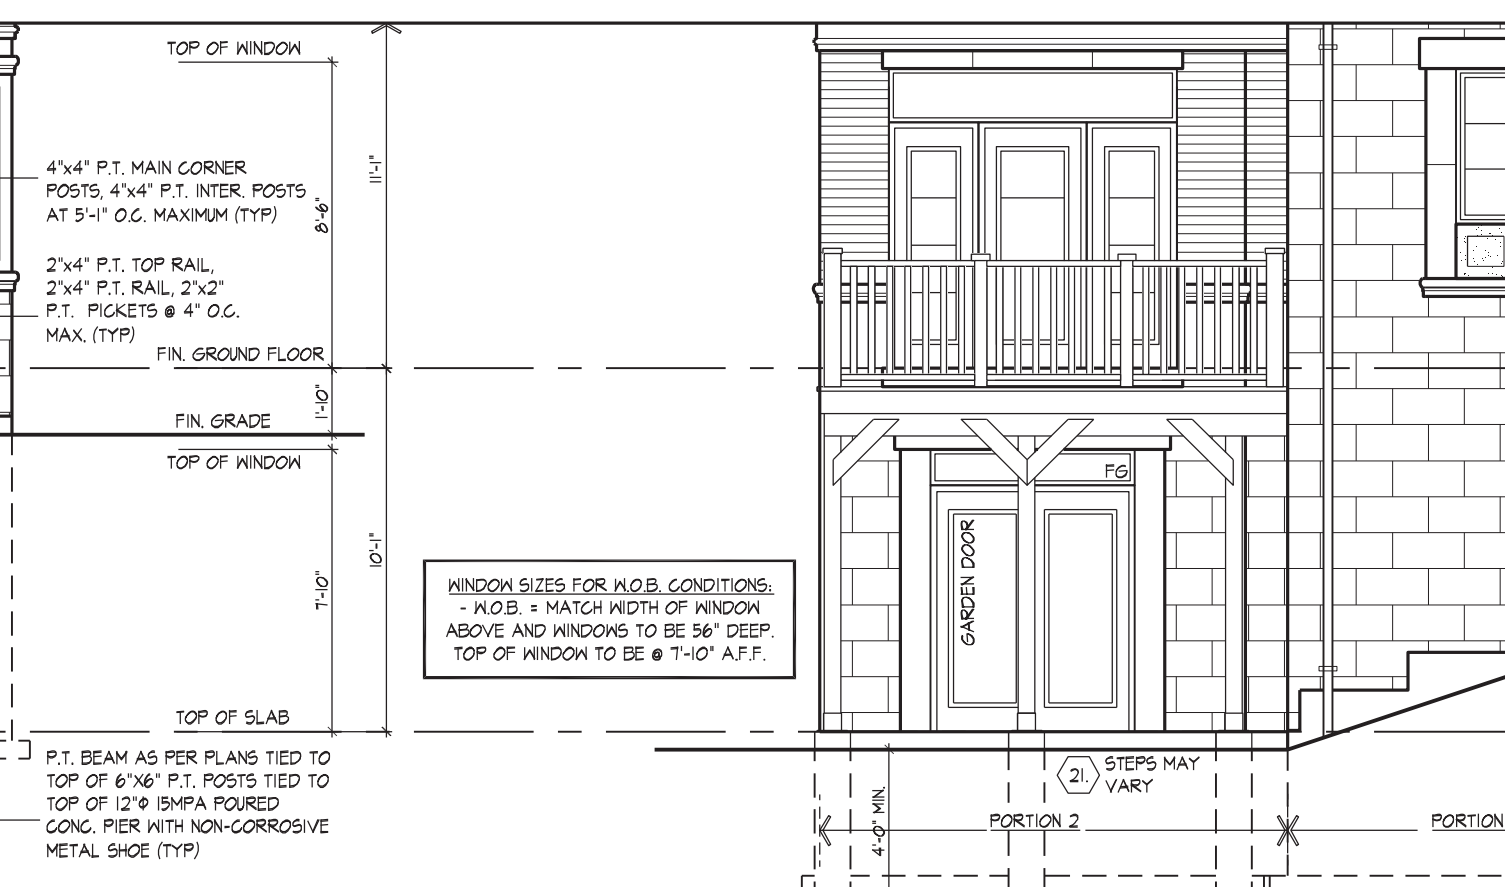 TOP OF WINDOW
11'-1"
4"x4" P.T. MAIN CORNER
POSTS, 4"x4" P.T. INTER. POSTS
AT 5'-1" O.C. MAXIMUM (TYP)
8'-6"
2"x4" P.T. TOP RAIL,
2"x4" P.T. RAIL, 2"x2"
P.T. PICKETS @ 4" O.C.
MAX. (TYP)
FIN. GROUND FLOOR
1'-10"
FIN. GRADE
TOP OF WINDOW
FG
GARDEN DOOR
10'-1"
7'-10"
WINDOW SIZES FOR W.O.B. CONDITIONS:
- W.O.B. = MATCH WIDTH OF WINDOW
ABOVE AND WINDOWS TO BE 56" DEEP.
TOP OF WINDOW TO BE @ 7'-10" A.F.F.
TOP OF SLAB
P.T. BEAM AS PER PLANS TIED TO
TOP OF 6"X6" P.T. POSTS TIED TO
TOP OF 12"Φ 15MPA POURED
CONC. PIER WITH NON-CORROSIVE
METAL SHOE (TYP)
21.
STEPS MAY
VARY
4'-0" MIN.
PORTION 2
PORTION